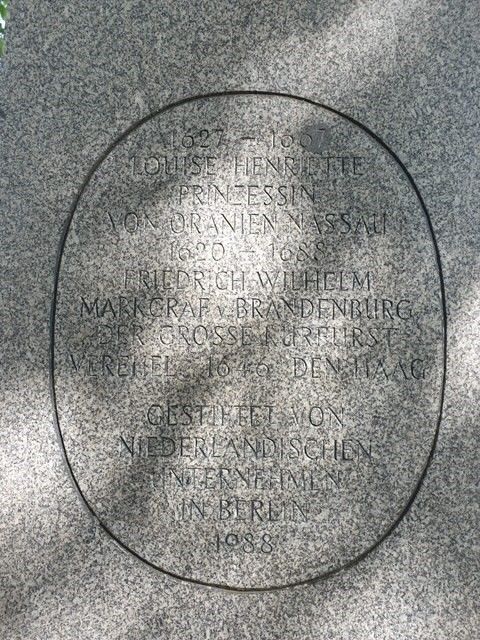 1627 – 1667
LOUISE HENRIETTE
PRINZESSIN
VON ORANIEN NASSAU
1620 – 1688
FRIEDRICH WILHELM
MARKGRAF v. BRANDENBURG
DER GROSSE KURFÜRST
VEREHEL. 1646 DEN HAAG
GESTIFTET VON
NIEDERLÄNDISCHEN
UNTERNEHMEN
IN BERLIN
1988